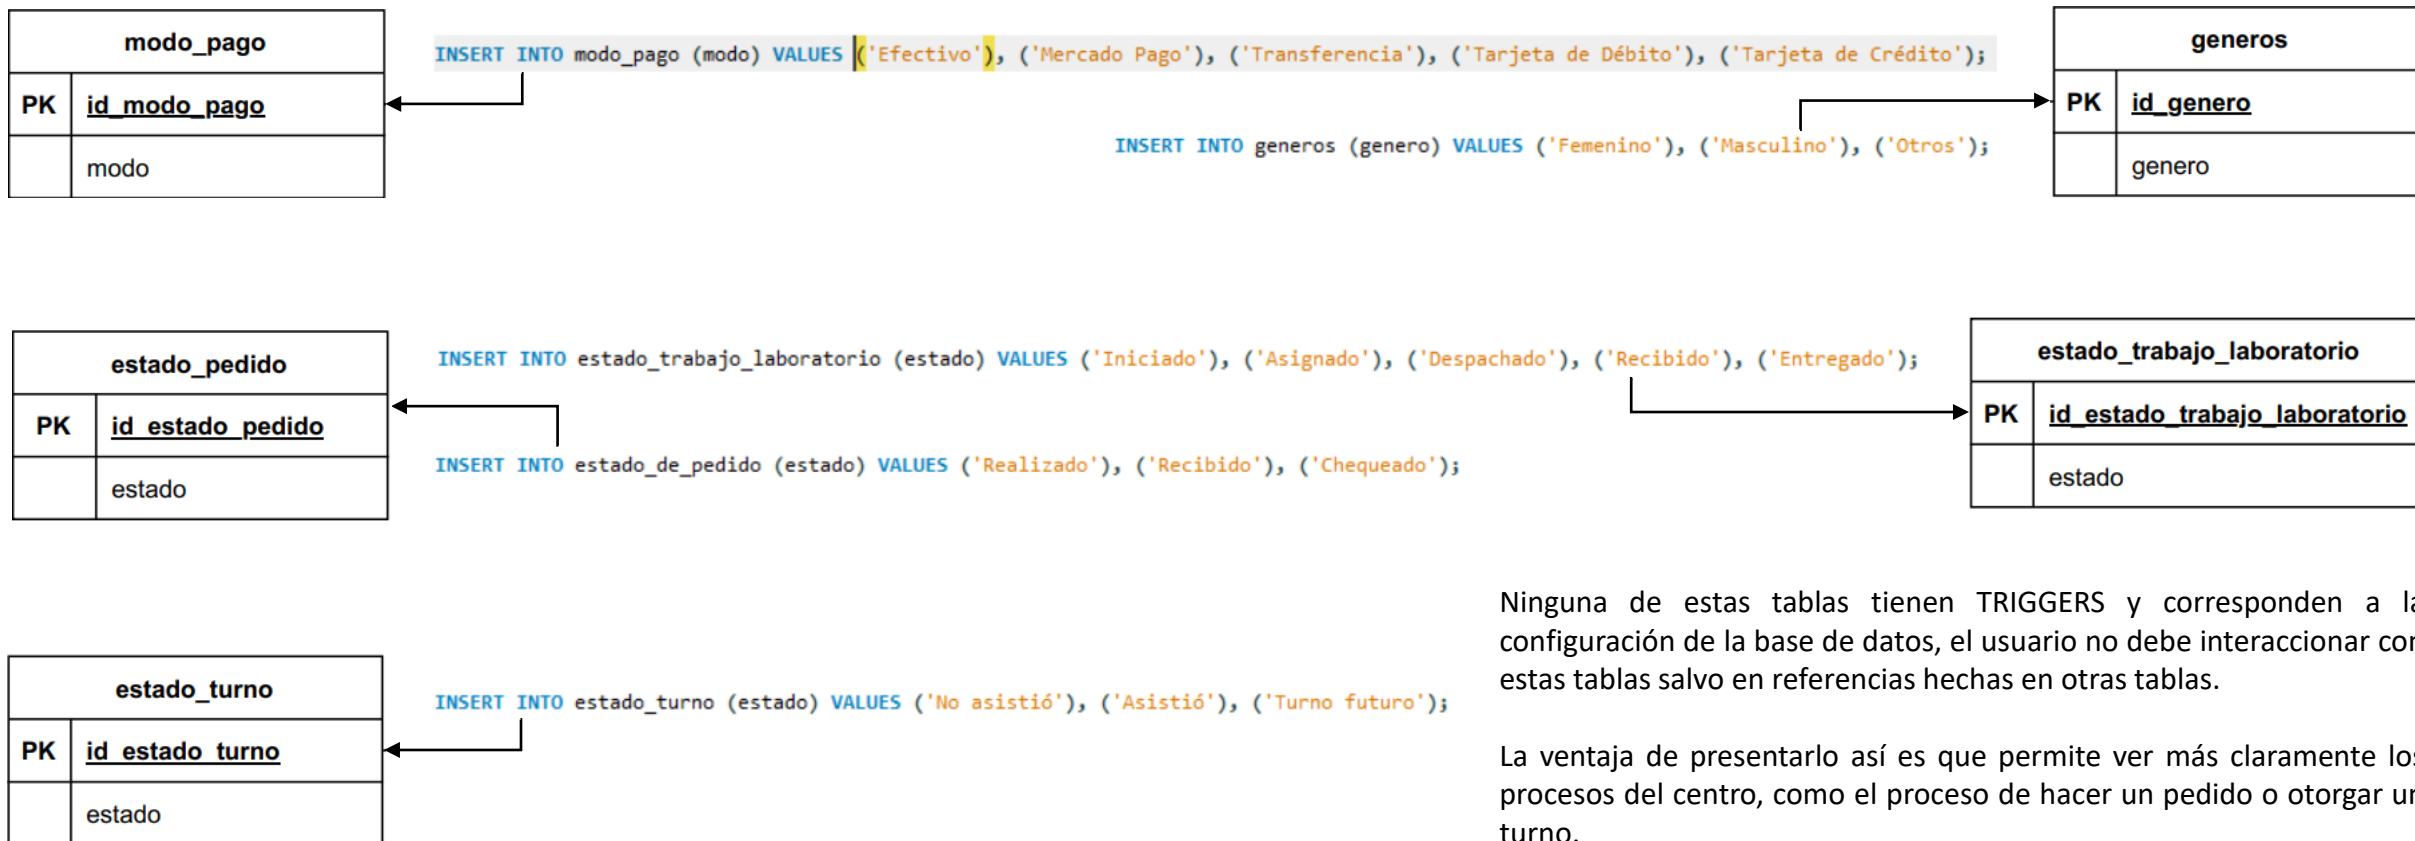 modo_pago
PK id_modo_pago
modo
INSERT INTO modo_pago (modo) VALUES ('Efectivo'), ('Mercado Pago'), ('Transferencia'), ('Tarjeta de Débito'), ('Tarjeta de Crédito');
generos
PK id_genero
genero
INSERT INTO generos (genero) VALUES ('Femenino'), ('Masculino'), ('Otros');
estado_pedido
PK id_estado_pedido
estado
INSERT INTO estado_trabajo_laboratorio (estado) VALUES ('Iniciado'), ('Asignado'), ('Despachado'), ('Recibido'), ('Entregado');
INSERT INTO estado_de_pedido (estado) VALUES ('Realizado'), ('Recibido'), ('Chequeado');
estado_trabajo_laboratorio
PK id_estado_trabajo_laboratorio
estado
estado_turno
PK id_estado_turno
estado
INSERT INTO estado_turno (estado) VALUES ('No asistió'), ('Asistió'), ('Turno futuro');
Ninguna de estas tablas tienen TRIGGERS y corresponden a la
configuración de la base de datos, el usuario no debe interaccionar con
estas tablas salvo en referencias hechas en otras tablas.
La ventaja de presentarlo así es que permite ver más claramente los
procesos del centro, como el proceso de hacer un pedido o otorgar un
turno.